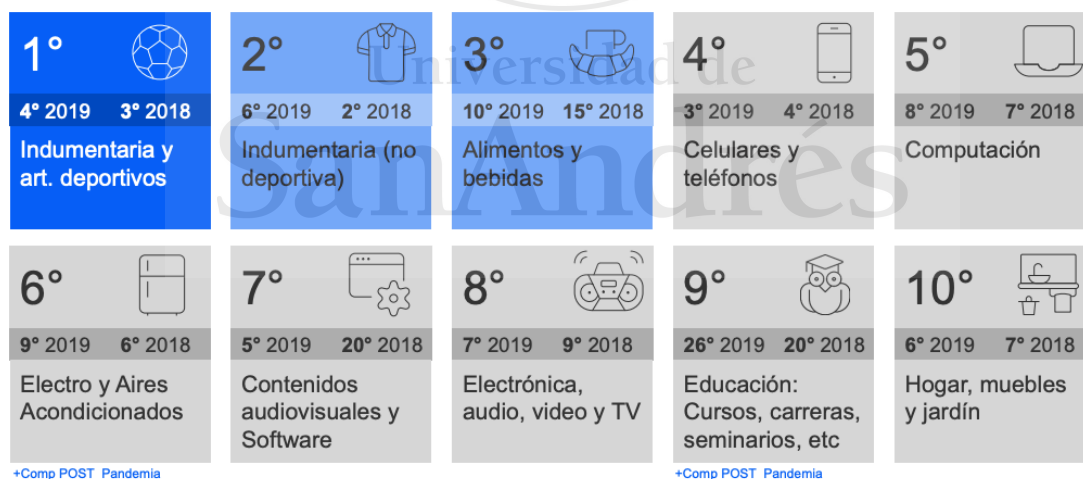 1°
4° 2019 3° 2018
Indumentaria y
art. deportivos
2°
6° 2019 2° 2018
Indumentaria (no
deportiva)
3°
10° 2019 15° 2018
Alimentos y
bebidas
4°
3° 2019 4° 2018
Celulares y
teléfonos
5°
8° 2019 7° 2018
Computación
Universidad de
SanAndrés
6°
9° 2019 6° 2018
Electro y Aires
Acondicionados
+Comp POST Pandemia
7°
5° 2019 20° 2018
Contenidos
audiovisuales y
Software
8°
7° 2019 9° 2018
Electrónica,
audio, video y TV
9°
26° 2019 20° 2018
Educación:
Cursos, carreras,
seminarios, etc
+Comp POST Pandemia
10°
6° 2019 7° 2018
Hogar, muebles
y jardín